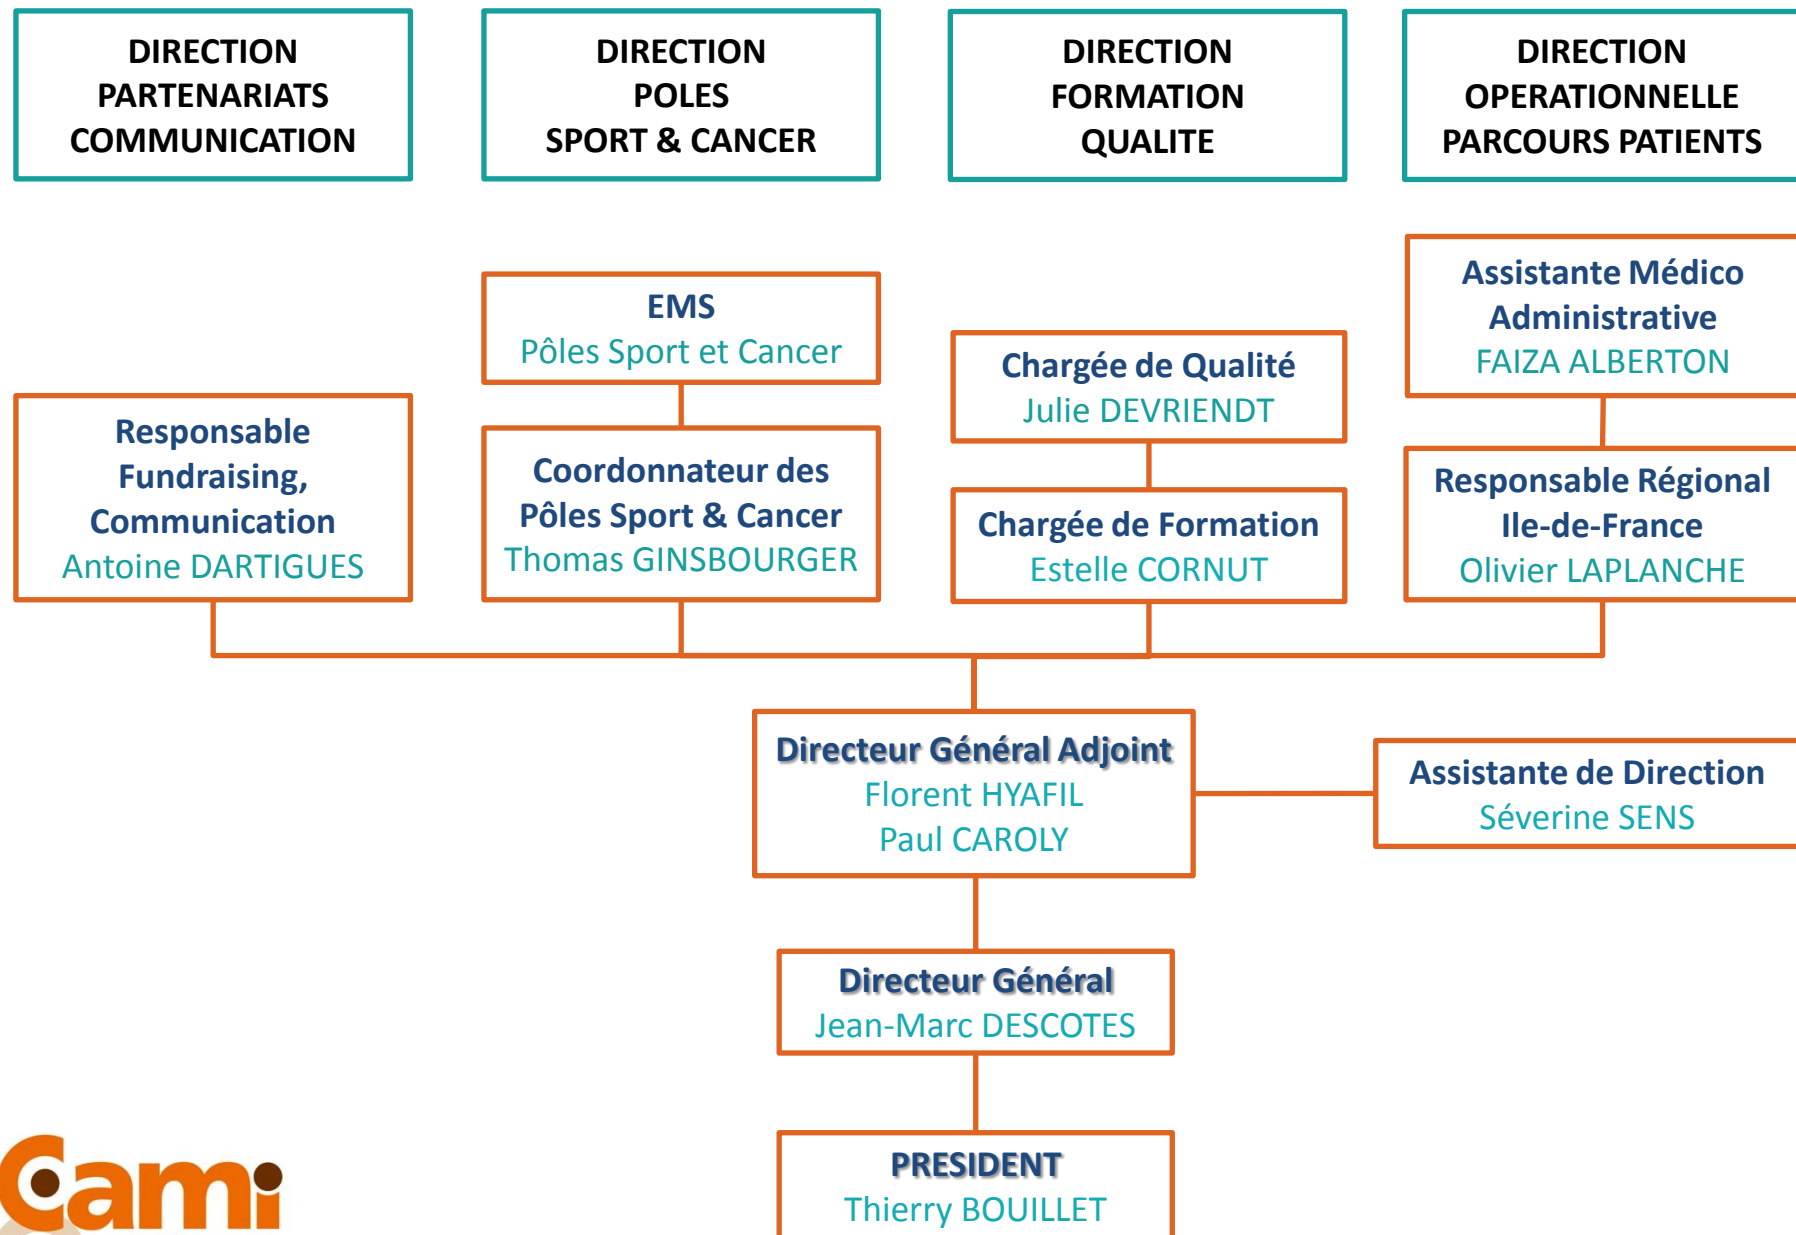 DIRECTION
PARTENARIATS
COMMUNICATION
DIRECTION
POLES
SPORT & CANCER
DIRECTION
FORMATION
QUALITE
DIRECTION
OPERATIONNELLE
PARCOURS PATIENTS
EMS
Pôles Sport et Cancer
Assistante Médico
Administrative
FAIZA ALBERTON
Chargée de Qualité
Julie DEVRIENDT
Responsable
Fundraising,
Communication
Antoine DARTIGUES
Coordonnateur des
Pôles Sport & Cancer
Thomas GINSBOURGER
Chargée de Formation
Estelle CORNUT
Responsable Régional
Ile-de-France
Olivier LAPLANCHE
Directeur Général Adjoint
Florent HYAFIL
Paul CAROLY
Assistante de Direction
Séverine SENS
Directeur Général
Jean-Marc DESCOTES
PRESIDENT
Thierry BOUILLET
Cami